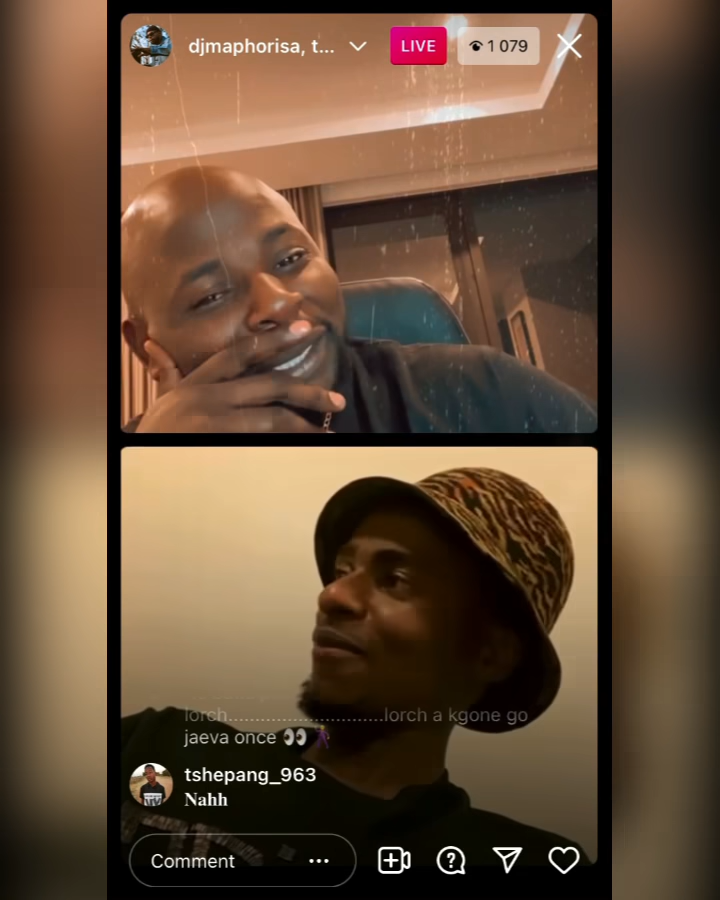 djmaphorisa, t...
LIVE
1 079
lorch.............................lorch a kgone go
jaeva once 👀
tshepang_963
Nahh
Comment